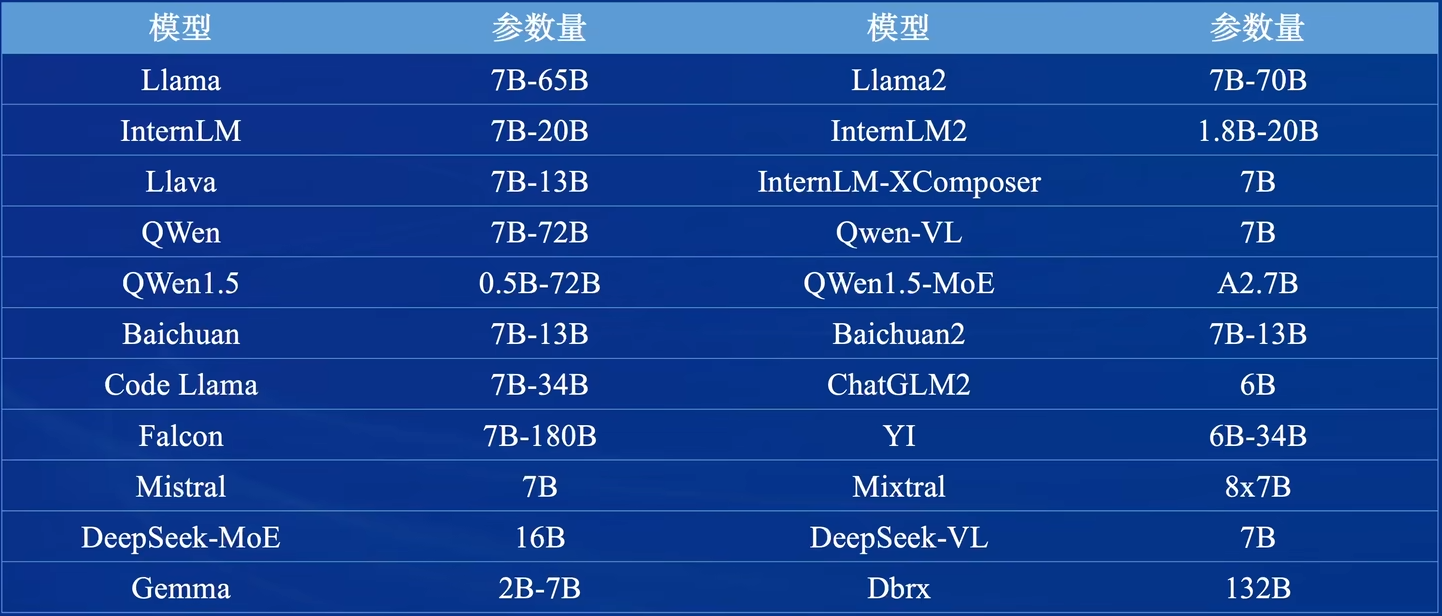 模型 参数量 模型 参数量
Llama 7B-65B Llama2 7B-70B
InternLM 7B-20B InternLM2 1.8B-20B
Llava 7B-13B InternLM-XComposer 7B
QWen 7B-72B Qwen-VL 7B
QWen1.5 0.5B-72B QWen1.5-MoE A2.7B
Baichuan 7B-13B Baichuan2 7B-13B
Code Llama 7B-34B ChatGLM2 6B
Falcon 7B-180B YI 6B-34B
Mistral 7B Mixtral 8x7B
DeepSeek-MoE 16B DeepSeek-VL 7B
Gemma 2B-7B Dbrx 132B